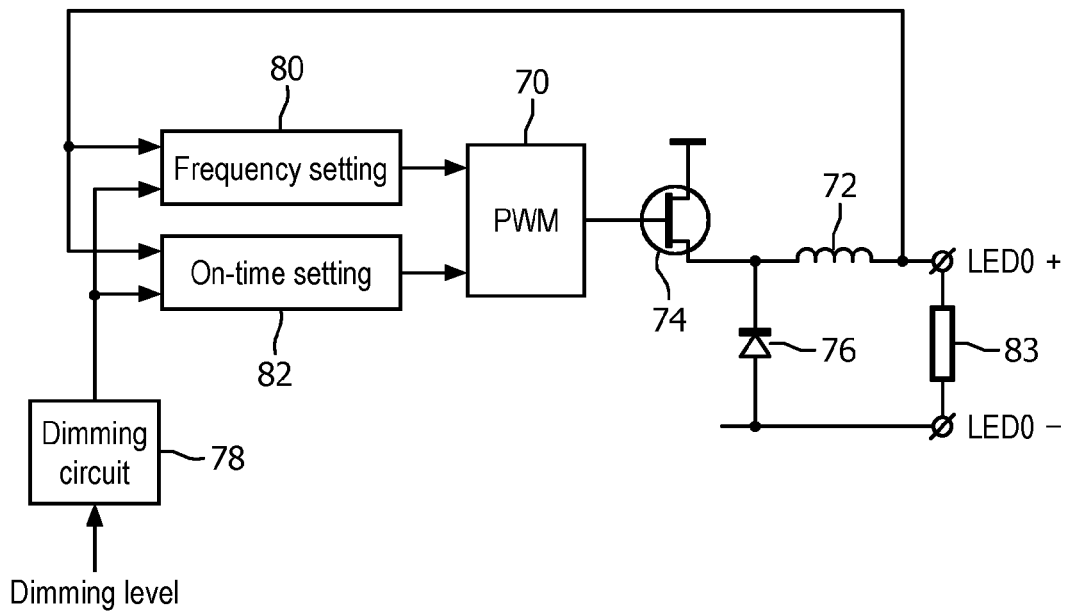 80
70
Frequency setting
PWM
72
On-time setting
74
LED0 +
76
83
82
LED0 –
Dimming
circuit
78
Dimming level